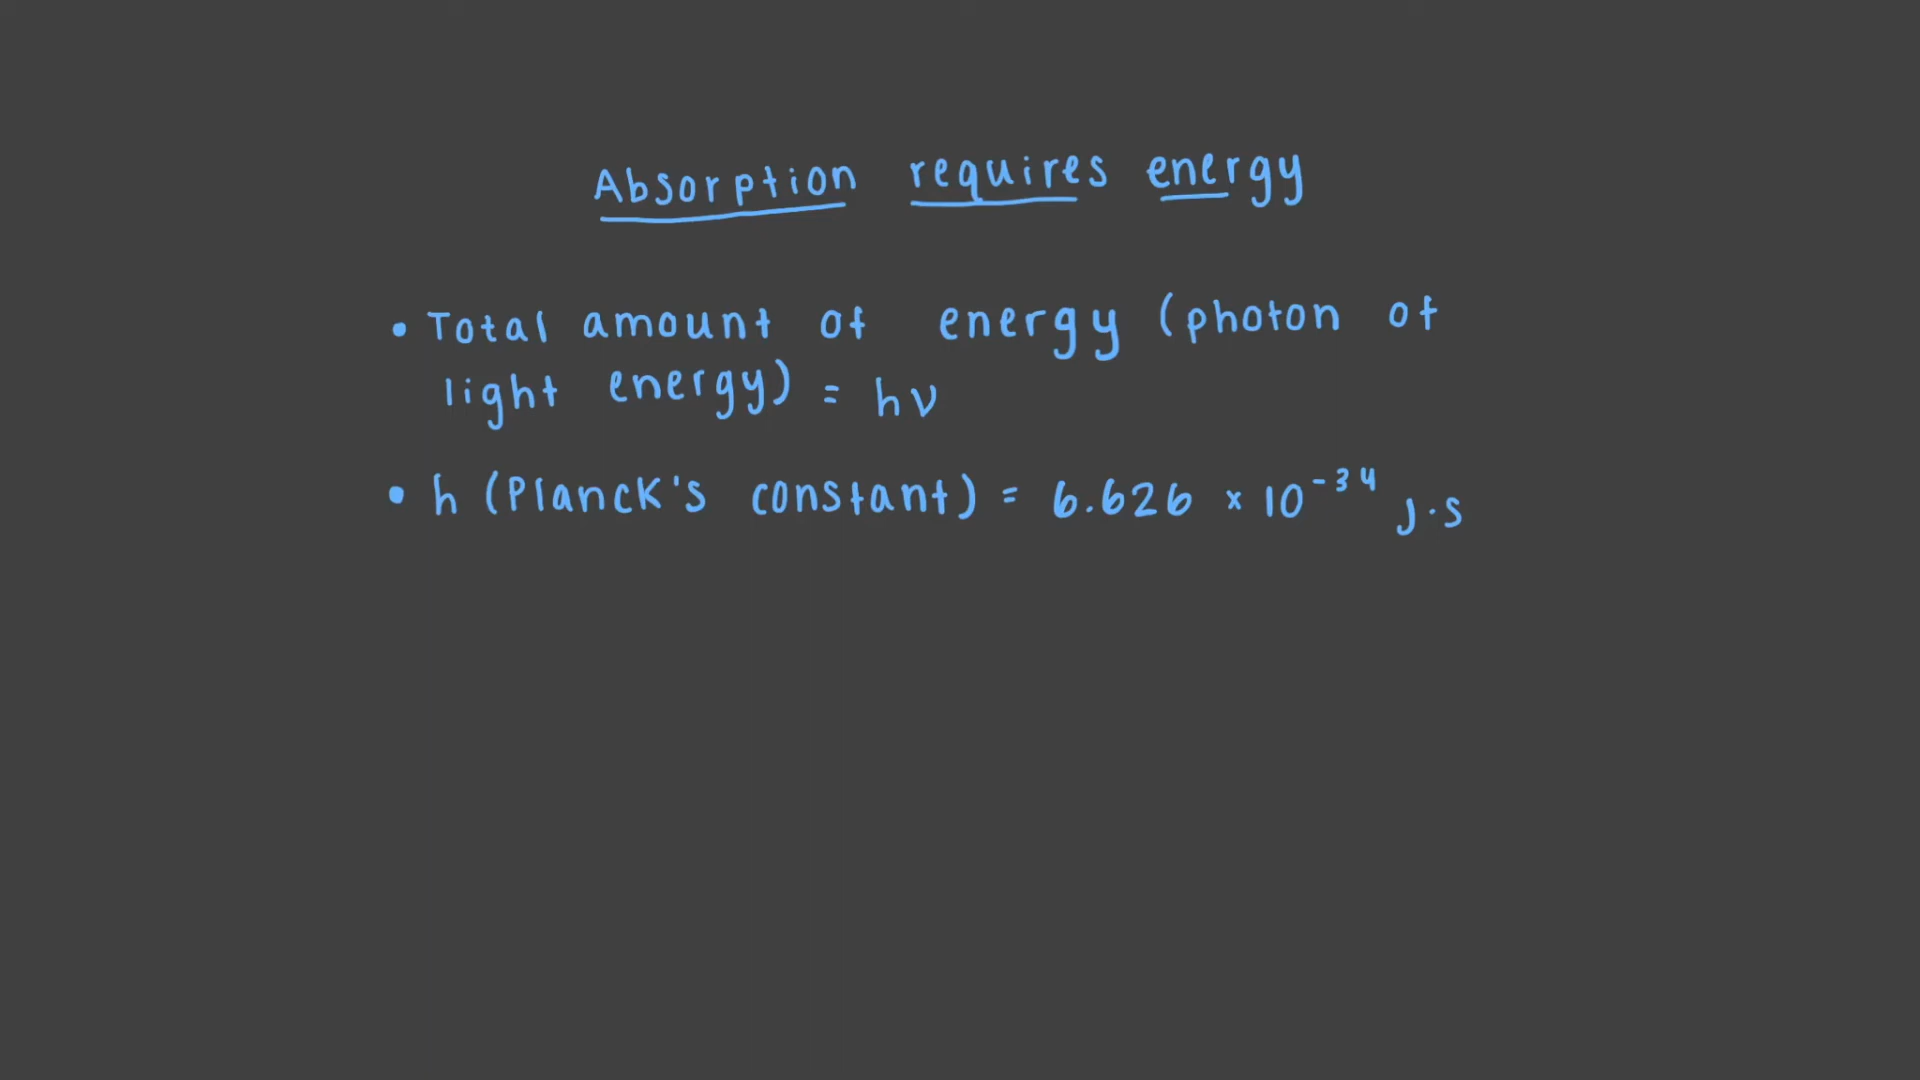 Absorption requires energy
• Total amount of energy (photon of
light energy) = hν
• h (Planck's constant) = 6.626 × 10⁻³⁴ J·s